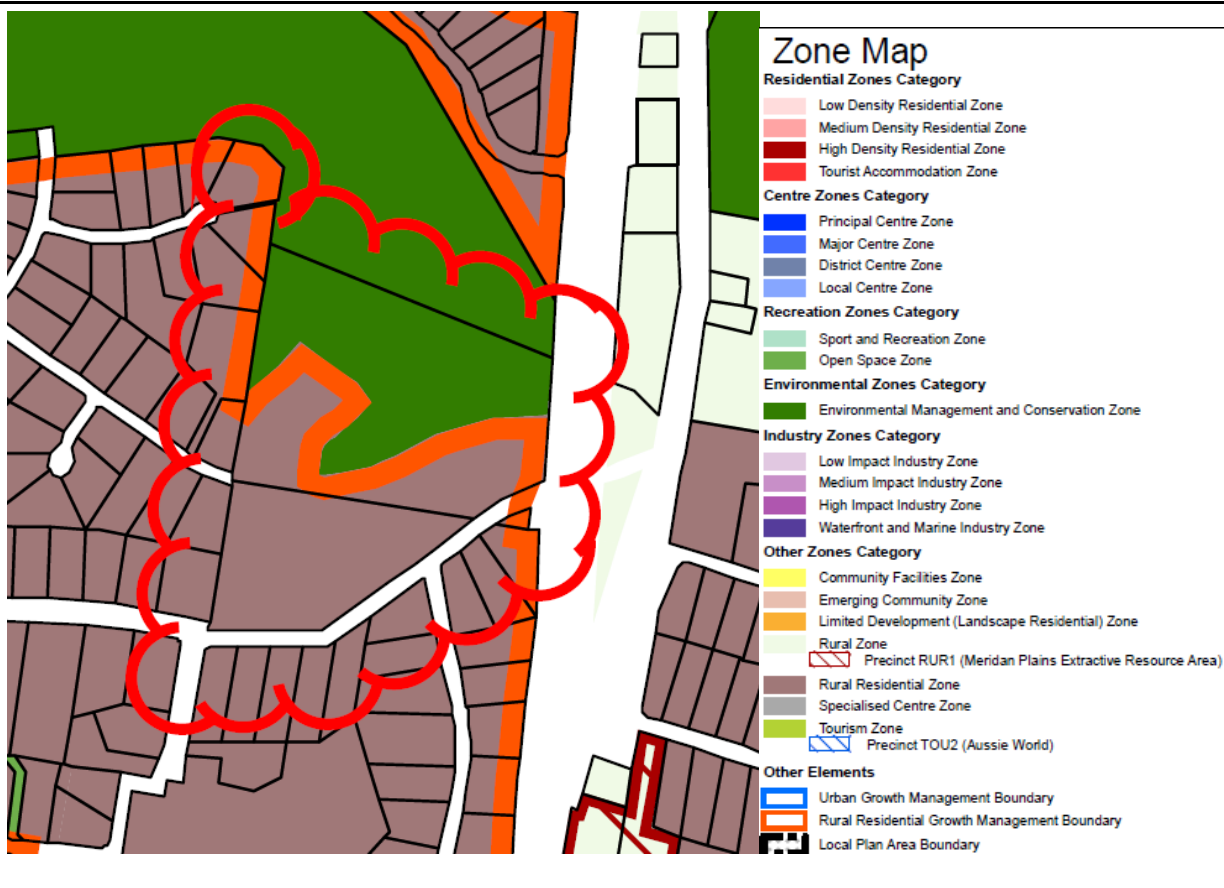 Zone Map
Residential Zones Category
Low Density Residential Zone
Medium Density Residential Zone
High Density Residential Zone
Tourist Accommodation Zone
Centre Zones Category
Principal Centre Zone
Major Centre Zone
District Centre Zone
Local Centre Zone
Recreation Zones Category
Sport and Recreation Zone
Open Space Zone
Environmental Zones Category
Environmental Management and Conservation Zone
Industry Zones Category
Low Impact Industry Zone
Medium Impact Industry Zone
High Impact Industry Zone
Waterfront and Marine Industry Zone
Other Zones Category
Community Facilities Zone
Emerging Community Zone
Limited Development (Landscape Residential) Zone
Rural Zone
Precinct RUR1 (Meridan Plains Extractive Resource Area)
Rural Residential Zone
Specialised Centre Zone
Tourism Zone
Precinct TOU2 (Aussie World)
Other Elements
Urban Growth Management Boundary
Rural Residential Growth Management Boundary
Local Plan Area Boundary